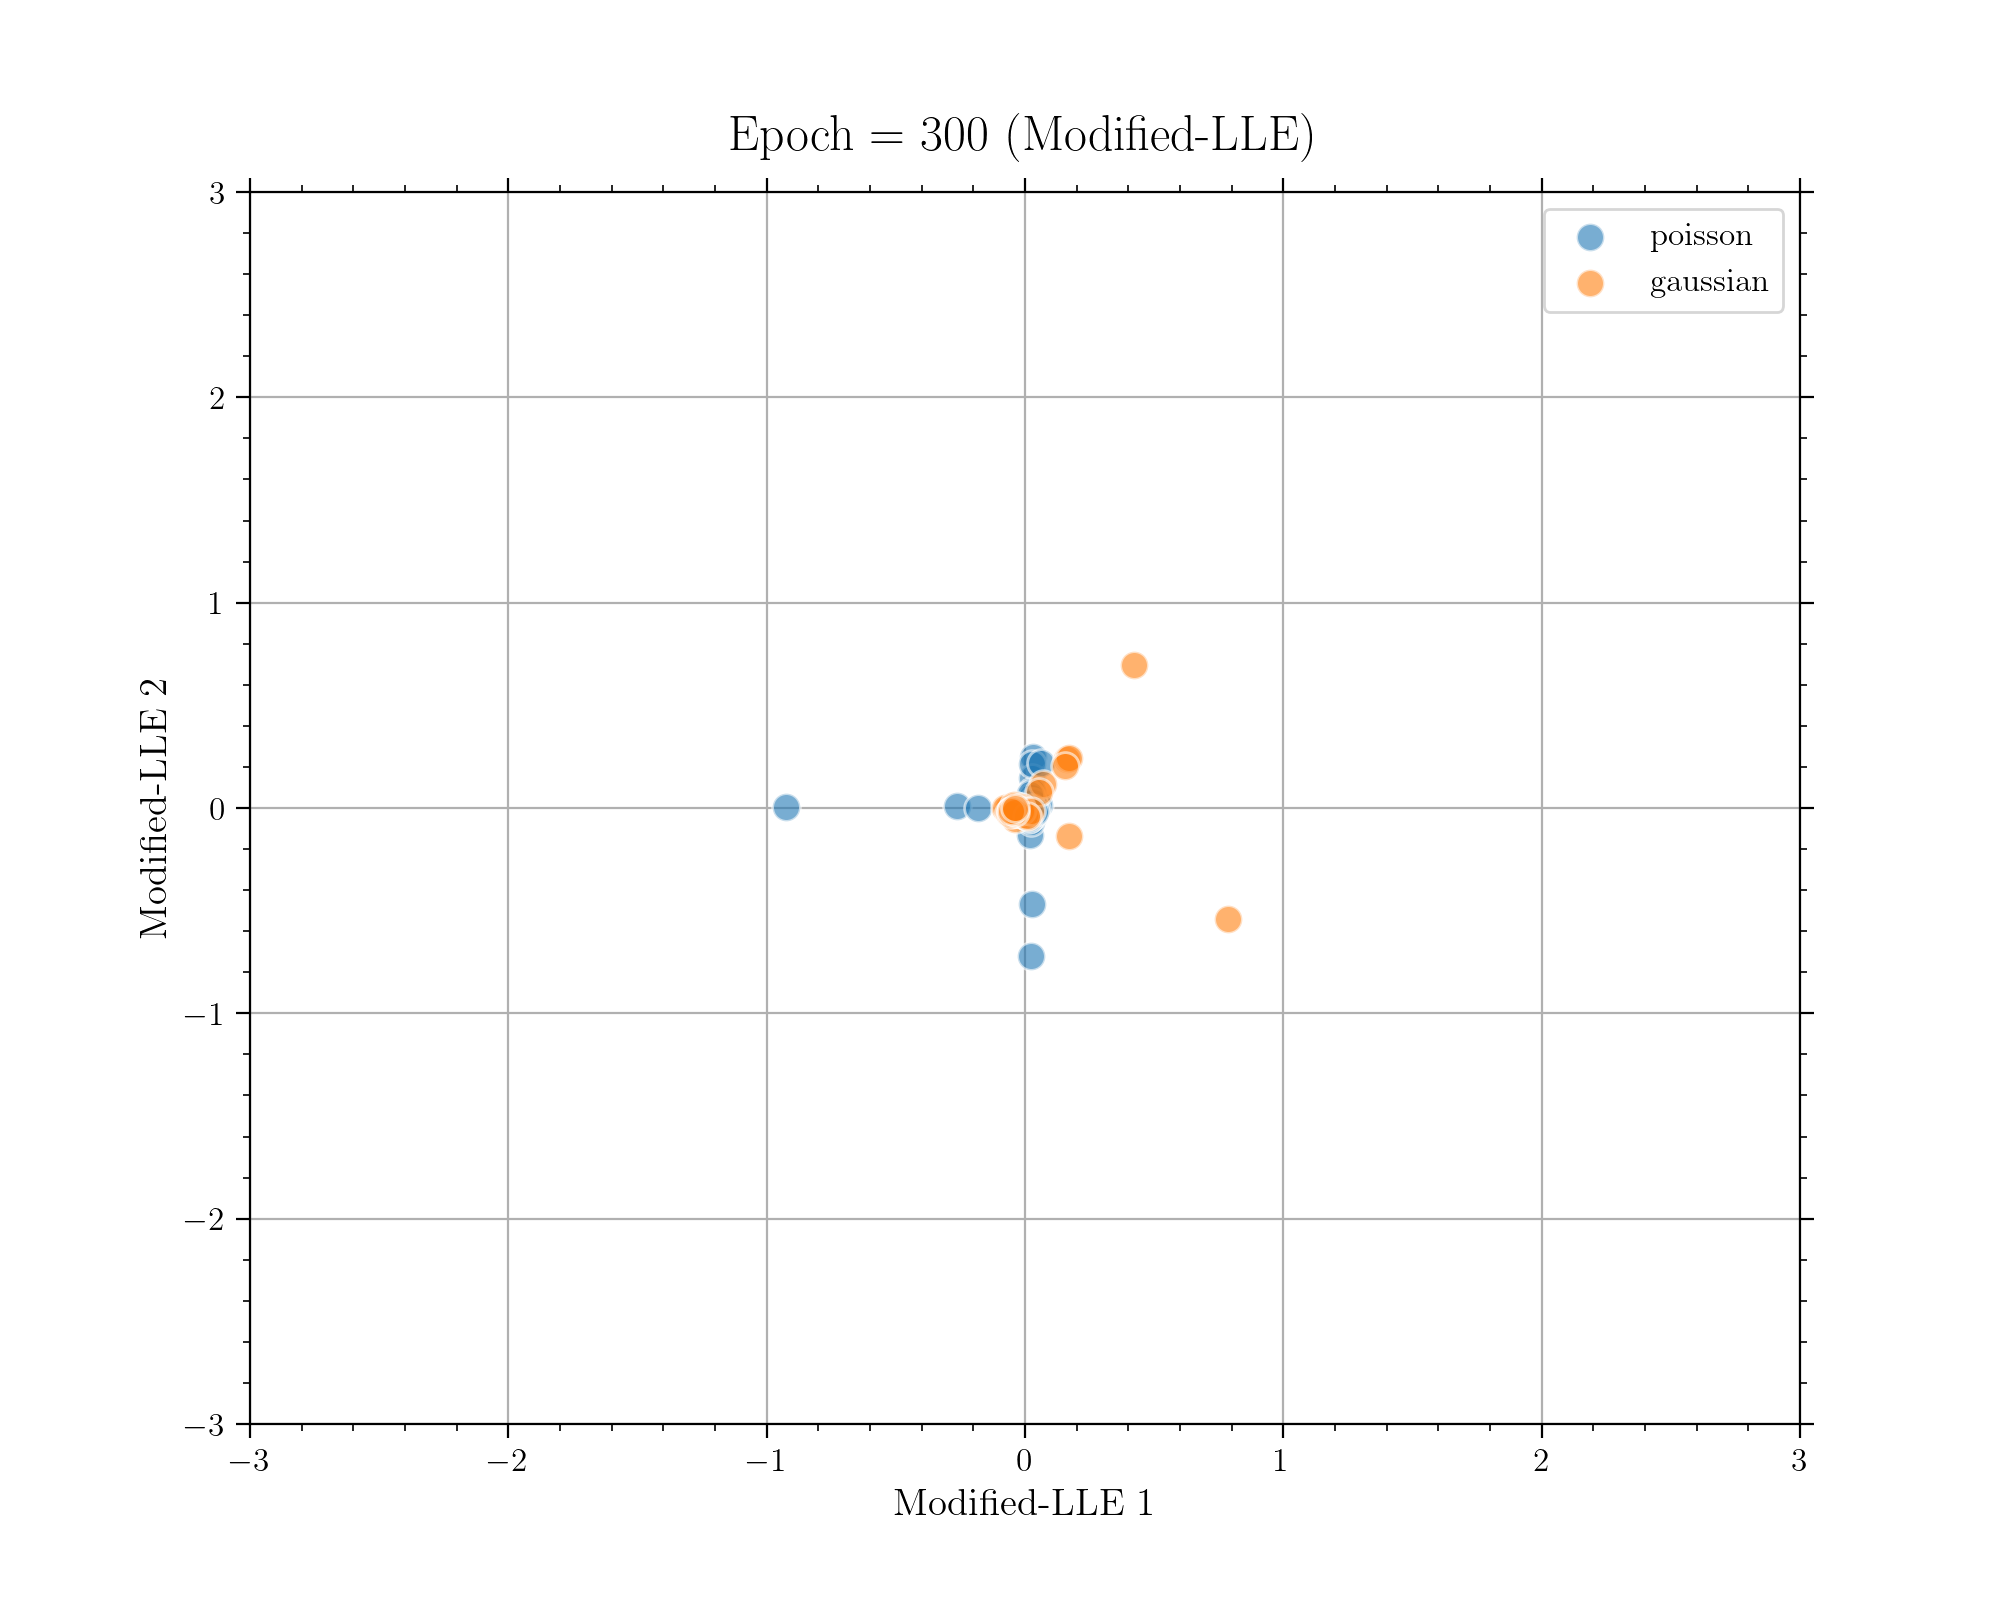 Epoch = 300 (Modified-LLE)
3
poisson
gaussian
2
1
Modified-LLE 2
0
−1
−2
−3
−3 −2 −1 0 1 2 3
Modified-LLE 1